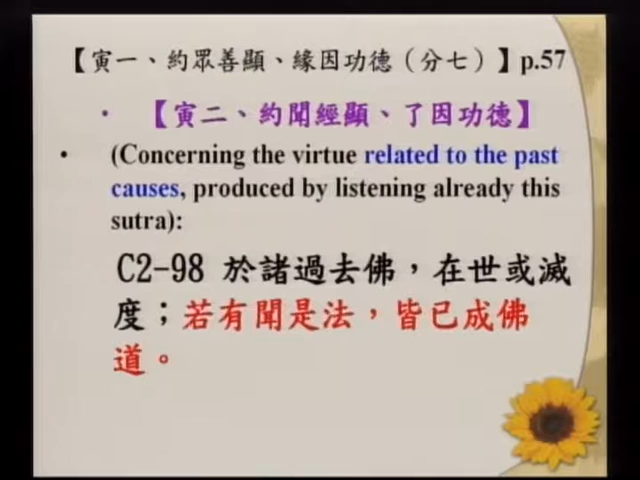 【寅一、約眾善顯、緣因功德（分七）】p.57
• 【寅二、約聞經顯、了因功德】
• (Concerning the virtue related to the past
causes, produced by listening already this
sutra):
C2-98 於諸過去佛，在世或滅
度；若有聞是法，皆已成佛
道。